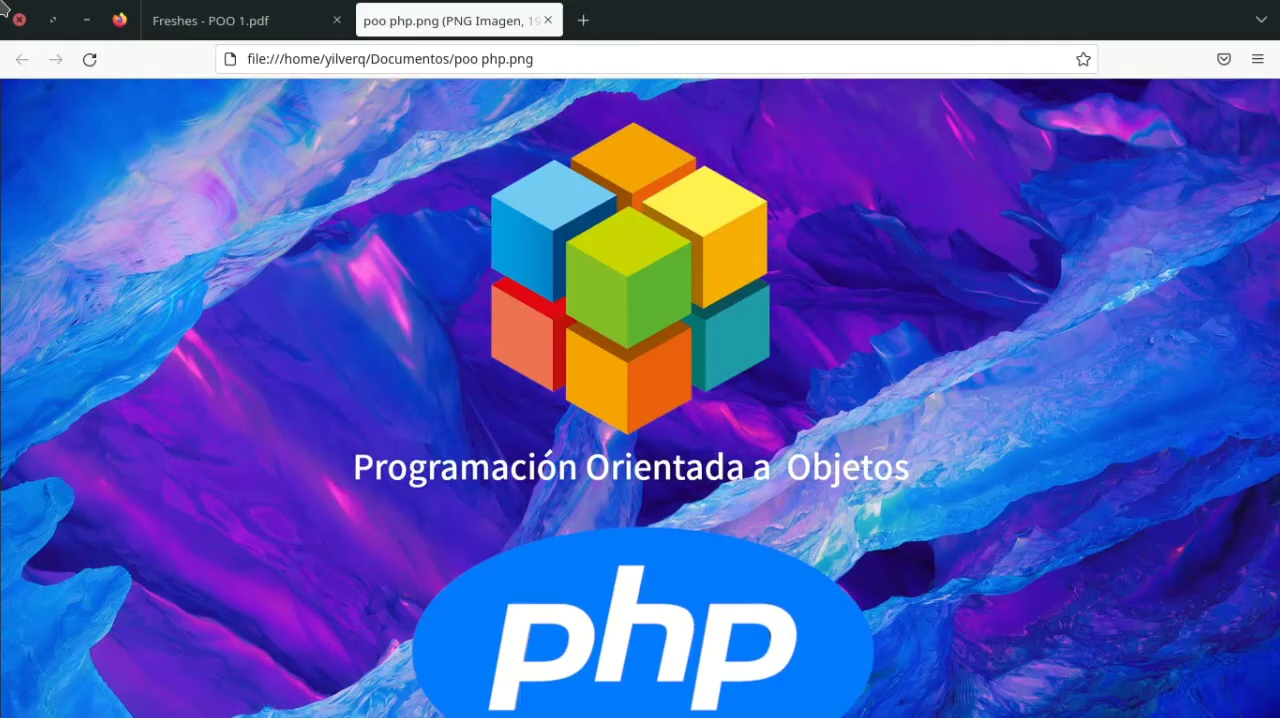 Freshes - POO 1.pdf
poo php.png (PNG Imagen, 19
file:///home/yilverq/Documentos/poo php.png
Programación Orientada a Objetos
php